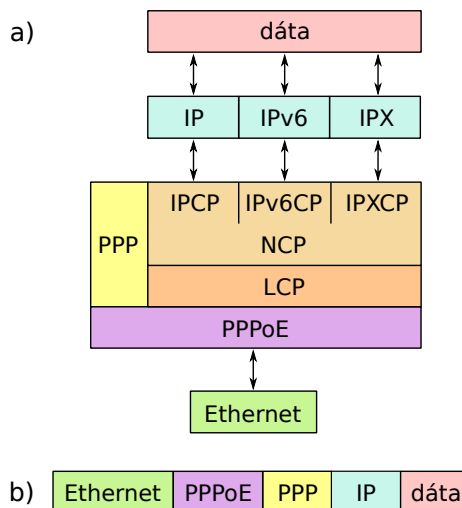 a)
dáta
IP IPv6 IPX
IPCP IPv6CP IPXCP
PPP
NCP
LCP
PPPoE
Ethernet
b) Ethernet PPPoE PPP IP dáta